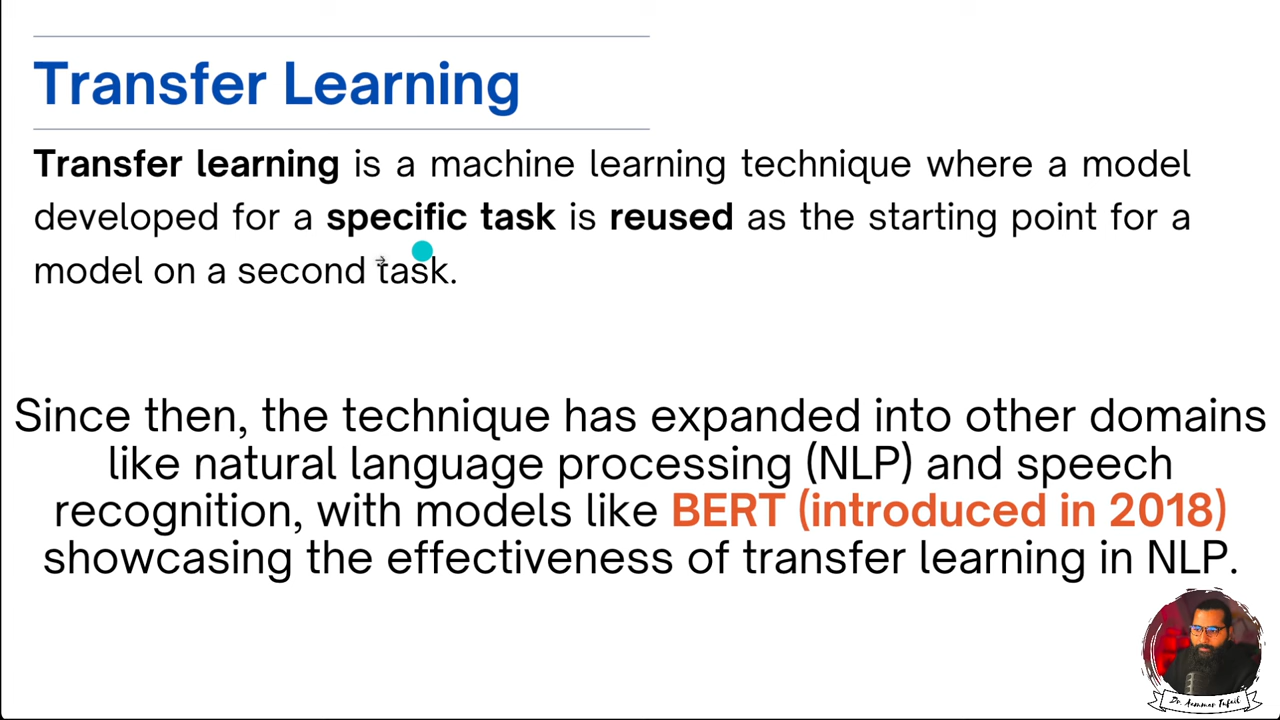 Transfer Learning
Transfer learning is a machine learning technique where a model
developed for a specific task is reused as the starting point for a
model on a second task.
Since then, the technique has expanded into other domains
like natural language processing (NLP) and speech
recognition, with models like BERT (introduced in 2018)
showcasing the effectiveness of transfer learning in NLP.
Dr. Aammar Tufail